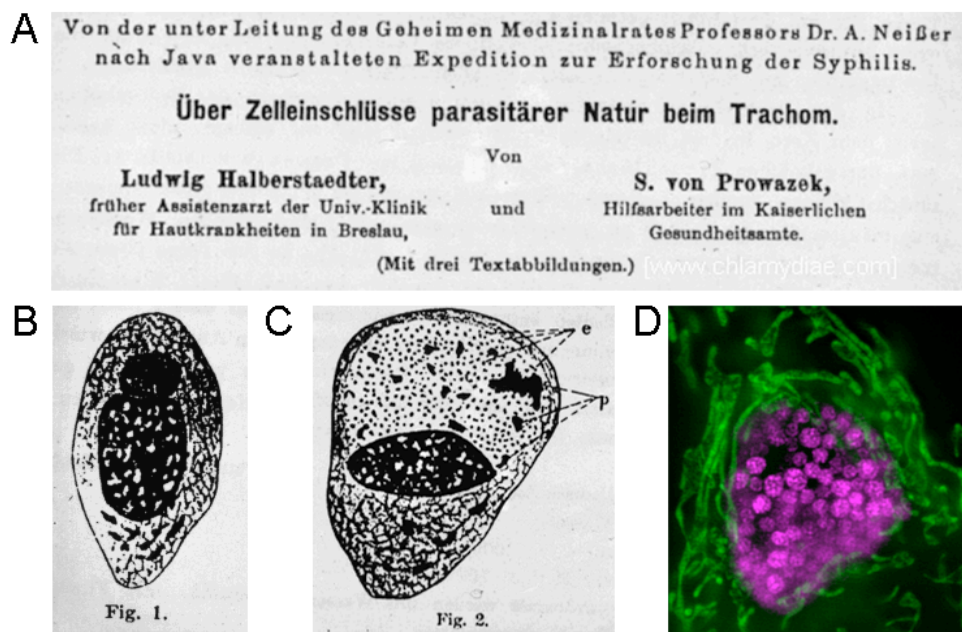 A
Von der unter Leitung des Geheimen Medizinalrates Professors Dr. A. Neißer
nach Java veranstalteten Expedition zur Erforschung der Syphilis.
Über Zelleinschlüsse parasitärer Natur beim Trachom.
Von
Ludwig Halberstaedter,
früher Assistenzarzt der Univ.-Klinik
für Hautkrankheiten in Breslau,
und
S. von Prowazek,
Hilfsarbeiter im Kaiserlichen
Gesundheitsamte.
(Mit drei Textabbildungen.)
[www.chlamydiae.com]
B
Fig. 1.
C
e
p
Fig. 2.
D